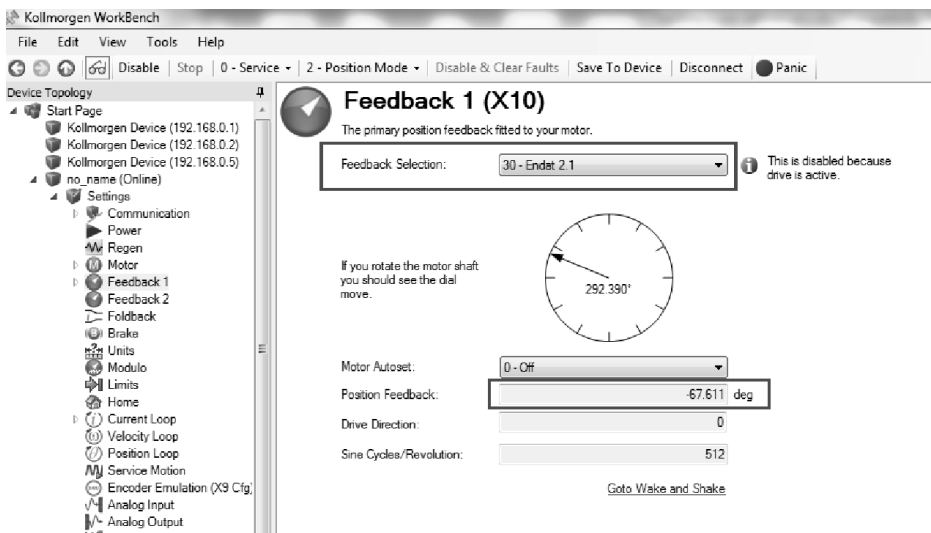 Kollmorgen WorkBench
File Edit View Tools Help
Disable Stop 0 - Service 2 - Position Mode Disable & Clear Faults Save To Device Disconnect Panic
Device Topology
Start Page
Kollmorgen Device (192.168.0.1)
Kollmorgen Device (192.168.0.2)
Kollmorgen Device (192.168.0.5)
no_name (Online)
Settings
Communication
Power
Regen
Motor
Feedback 1
Feedback 2
Foldback
Brake
Units
Modulo
Limits
Home
Current Loop
Velocity Loop
Position Loop
Service Motion
Encoder Emulation (X9 Cfg)
Analog Input
Analog Output
Feedback 1 (X10)
The primary position feedback fitted to your motor.
Feedback Selection: 30 - Endat 2.1
This is disabled because
drive is active.
If you rotate the motor shaft
you should see the dial
move.
292.390°
Motor Autoset: 0 - Off
Position Feedback: -67.611 deg
Drive Direction: 0
Sine Cycles/Revolution: 512
Goto Wake and Shake